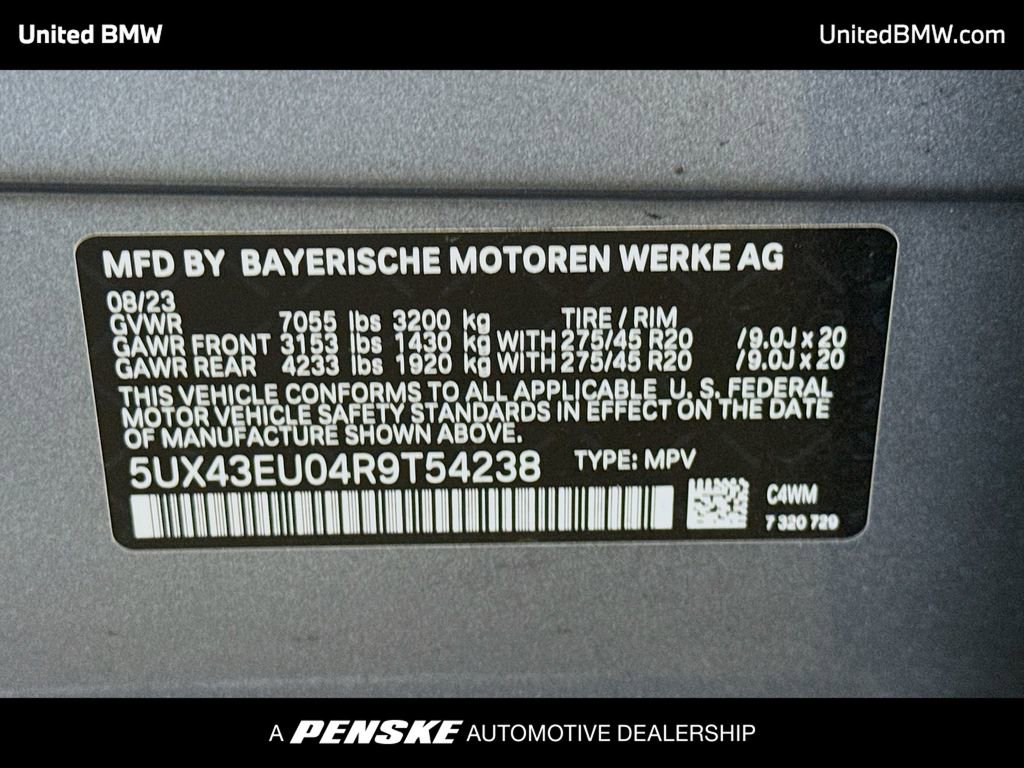 United BMW
UnitedBMW.com
MFD BY BAYERISCHE MOTOREN WERKE AG
08/23
GVWR 7055 lbs 3200 kg TIRE / RIM
GAWR FRONT 3153 lbs 1430 kg WITH 275/45 R20 / 9.0J x 20
GAWR REAR 4233 lbs 1920 kg WITH 275/45 R20 / 9.0J x 20
THIS VEHICLE CONFORMS TO ALL APPLICABLE U. S. FEDERAL
MOTOR VEHICLE SAFETY STANDARDS IN EFFECT ON THE DATE
OF MANUFACTURE SHOWN ABOVE.
5UX43EU04R9T54238 TYPE: MPV
C4WM
7 320 720
A PENSKE AUTOMOTIVE DEALERSHIP